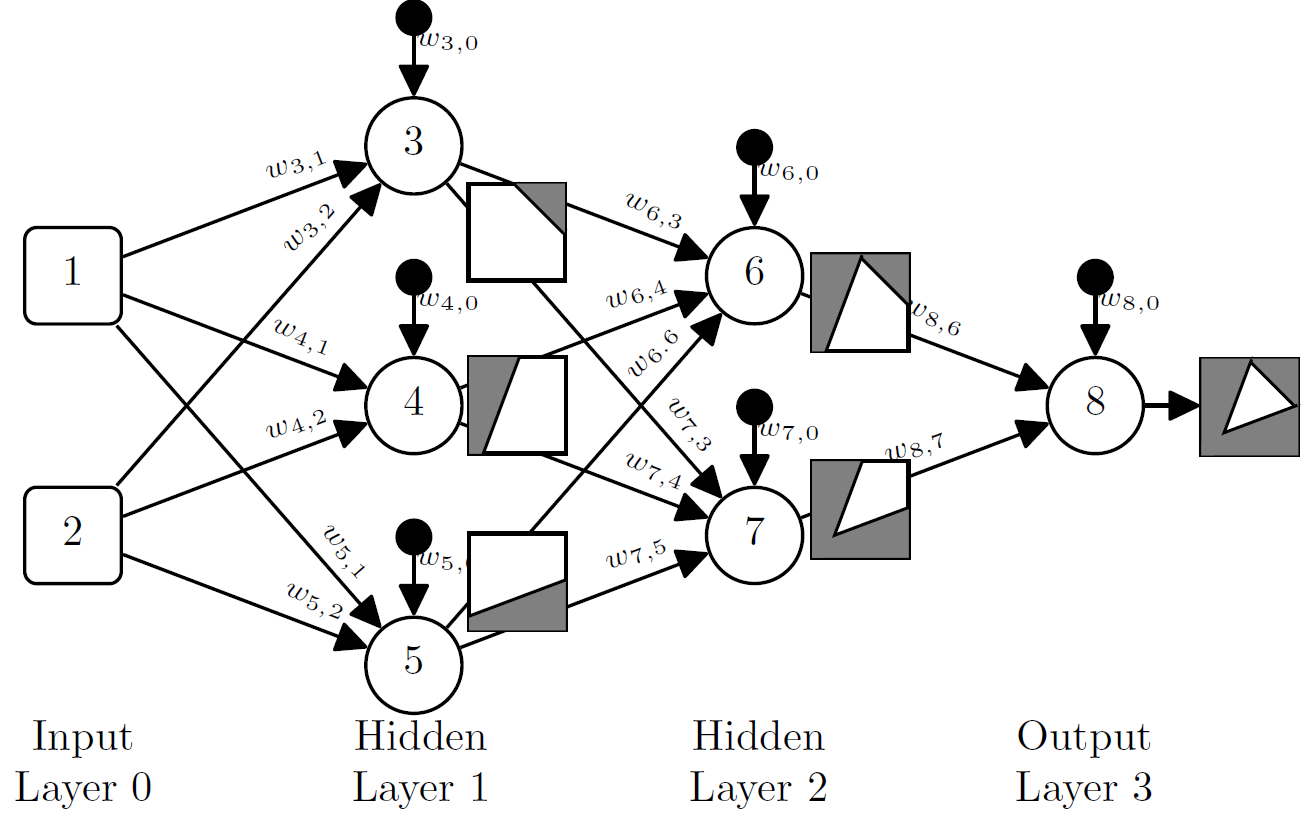 w3,0
3
w3,1
w3,2
w6,0
w6,3
1
6
w4,0
w6,4
w8,0
w8,6
w4,1
w6.6
4
8
w4,2
w7,3
w7,0
w8,7
w7,4
2
7
w5,1
w5,
w7,5
w5,2
5
Input
Layer 0
Hidden
Layer 1
Hidden
Layer 2
Output
Layer 3